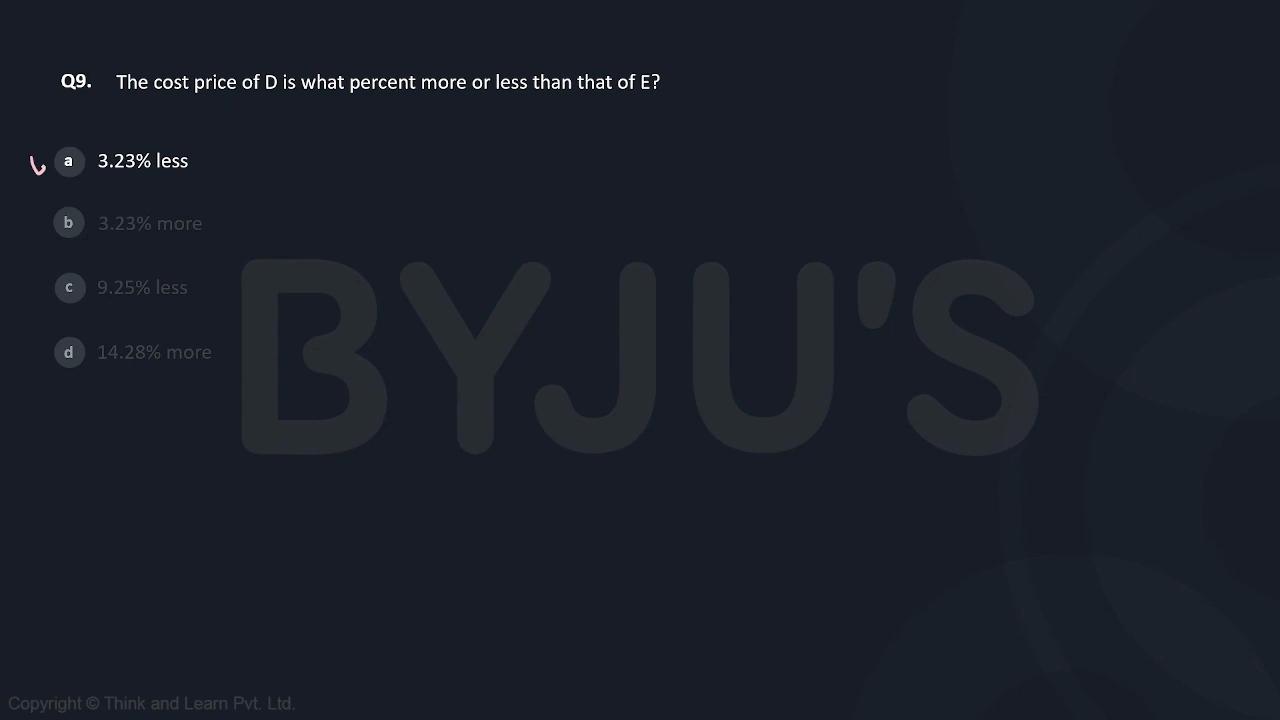 Q9. The cost price of D is what percent more or less than that of E?
a 3.23% less
b 3.23% more
c 9.25% less
d 14.28% more
BYJU'S
Copyright © Think and Learn Pvt. Ltd.